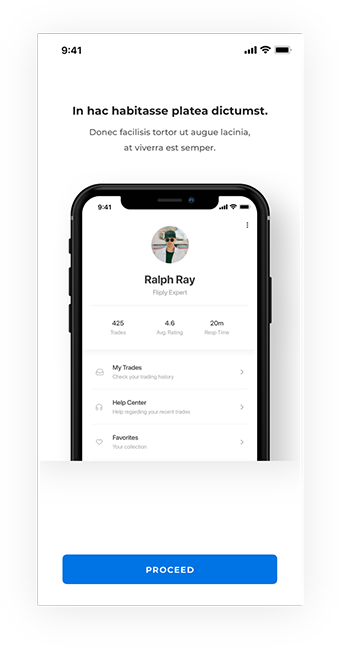 9:41
In hac habitasse platea dictumst.
Donec facilisis tortor ut augue lacinia,
at viverra est semper.
9:41
Ralph Ray
Fliply Expert
425 4.6 20m
Trades Avg. Rating Resp Time
My Trades
Check your trading history
Help Center
Help regarding your recent trades
Favorites
Your collection
PROCEED